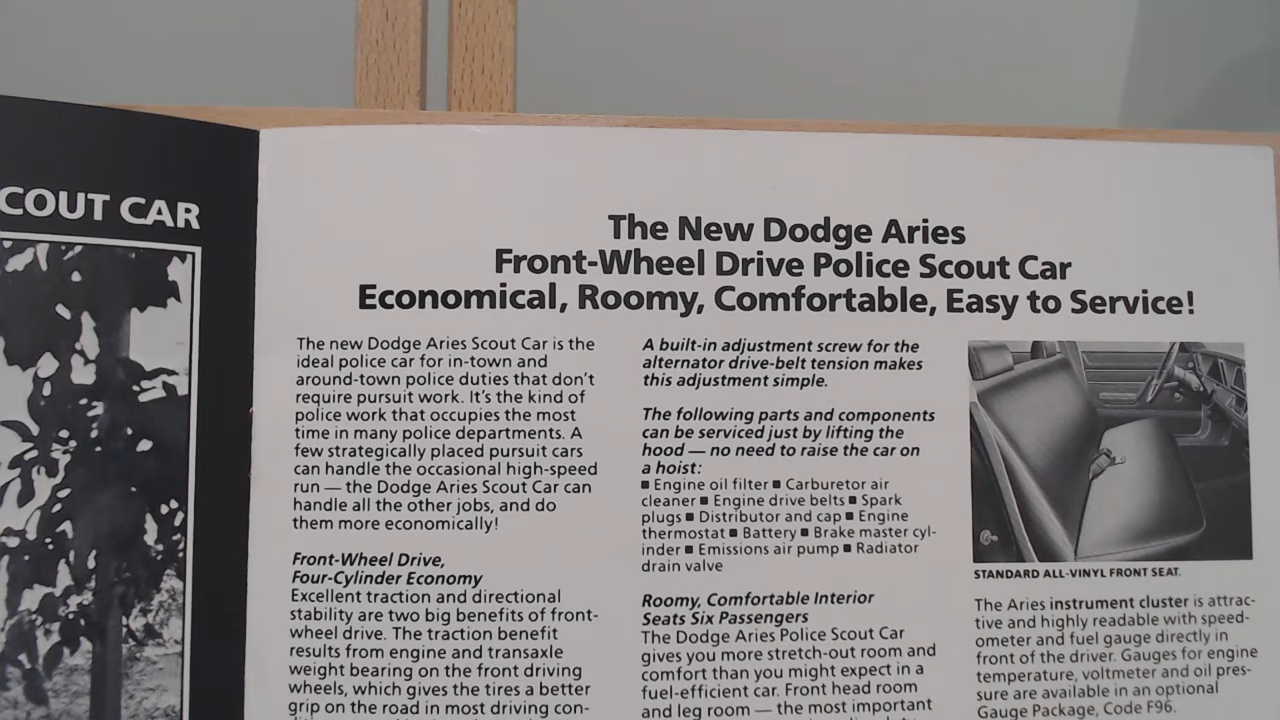 COUT CAR
The New Dodge Aries
Front-Wheel Drive Police Scout Car
Economical, Roomy, Comfortable, Easy to Service!
The new Dodge Aries Scout Car is the
ideal police car for in-town and
around-town police duties that don't
require pursuit work. It's the kind of
police work that occupies the most
time in many police departments. A
few strategically placed pursuit cars
can handle the occasional high-speed
run — the Dodge Aries Scout Car can
handle all the other jobs, and do
them more economically!
Front-Wheel Drive,
Four-Cylinder Economy
Excellent traction and directional
stability are two big benefits of front-
wheel drive. The traction benefit
results from engine and transaxle
weight bearing on the front driving
wheels, which gives the tires a better
grip on the road in most driving con-
A built-in adjustment screw for the
alternator drive-belt tension makes
this adjustment simple.
The following parts and components
can be serviced just by lifting the
hood — no need to raise the car on
a hoist:
■ Engine oil filter ■ Carburetor air
cleaner ■ Engine drive belts ■ Spark
plugs ■ Distributor and cap ■ Engine
thermostat ■ Battery ■ Brake master cyl-
inder ■ Emissions air pump ■ Radiator
drain valve
Roomy, Comfortable Interior
Seats Six Passengers
The Dodge Aries Police Scout Car
gives you more stretch-out room and
comfort than you might expect in a
fuel-efficient car. Front head room
and leg room — the most important
STANDARD ALL-VINYL FRONT SEAT.
The Aries instrument cluster is attrac-
tive and highly readable with speed-
ometer and fuel gauge directly in
front of the driver. Gauges for engine
temperature, voltmeter and oil pres-
sure are available in an optional
Gauge Package, Code F96.